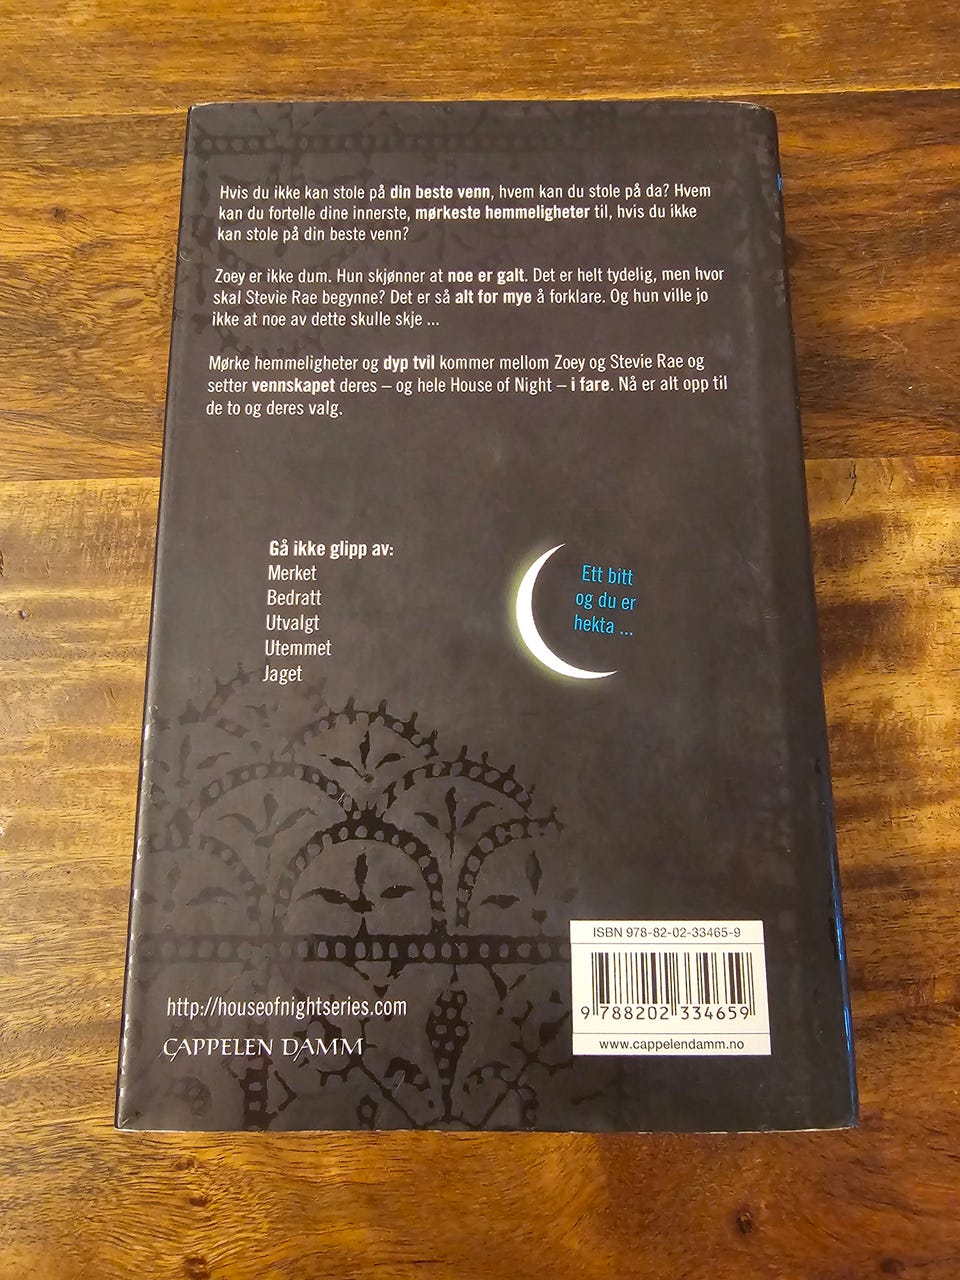 Hvis du ikke kan stole på din beste venn, hvem kan du stole på da? Hvem
kan du fortelle dine innerste, mørkeste hemmeligheter til, hvis du ikke
kan stole på din beste venn?
Zoey er ikke dum. Hun skjønner at noe er galt. Det er helt tydelig, men hvor
skal Stevie Rae begynne? Det er så alt for mye å forklare. Og hun ville jo
ikke at noe av dette skulle skje ...
Mørke hemmeligheter og dyp tvil kommer mellom Zoey og Stevie Rae og
setter vennskapet deres – og hele House of Night – i fare. Nå er alt opp til
de to og deres valg.
Gå ikke glipp av:
Merket
Bedratt
Utvalgt
Utemmet
Jaget
Ett bitt
og du er
hekta ...
ISBN 978-82-02-33465-9
9 788202 334659
www.cappelendamm.no
http://houseofnightseries.com
CAPPELEN DAMM